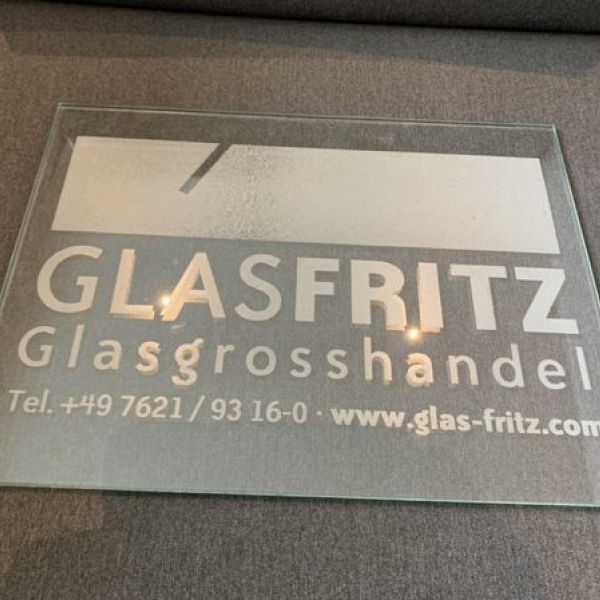 GLASFRITZ
Glasgrosshandel
Tel. +49 7621 / 93 16-0 · www.glas-fritz.com